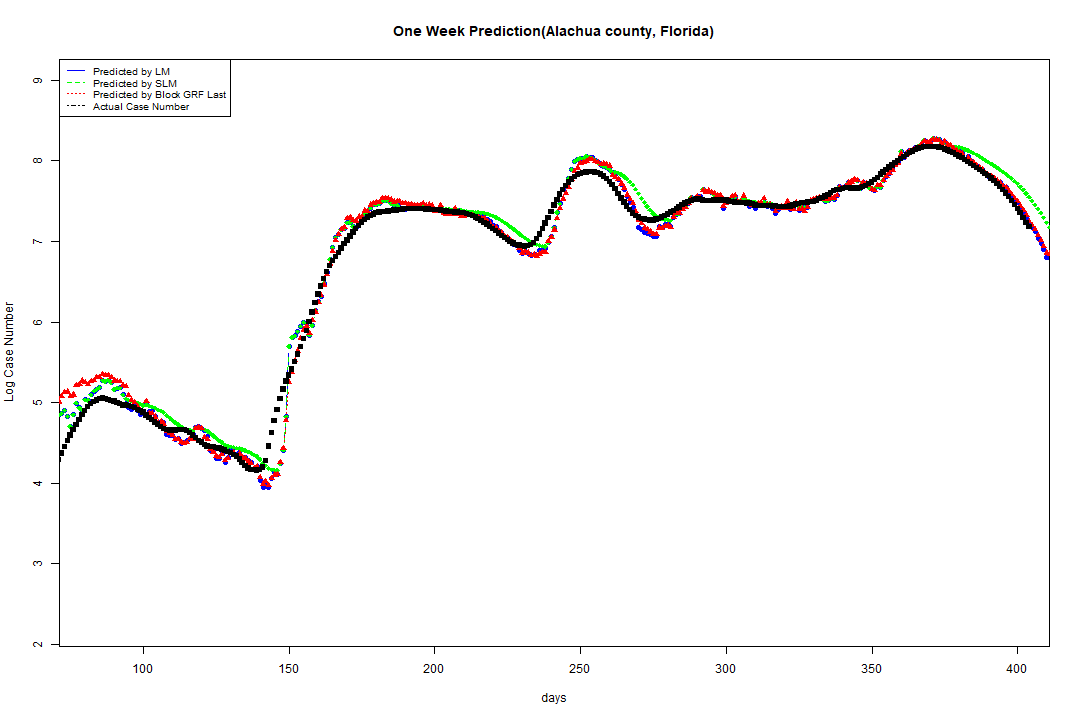 One Week Prediction(Alachua county, Florida)
Predicted by LM
Predicted by SLM
Predicted by Block GRF Last
Actual Case Number
Log Case Number
9
8
7
6
5
4
3
2
100 150 200 250 300 350 400
days